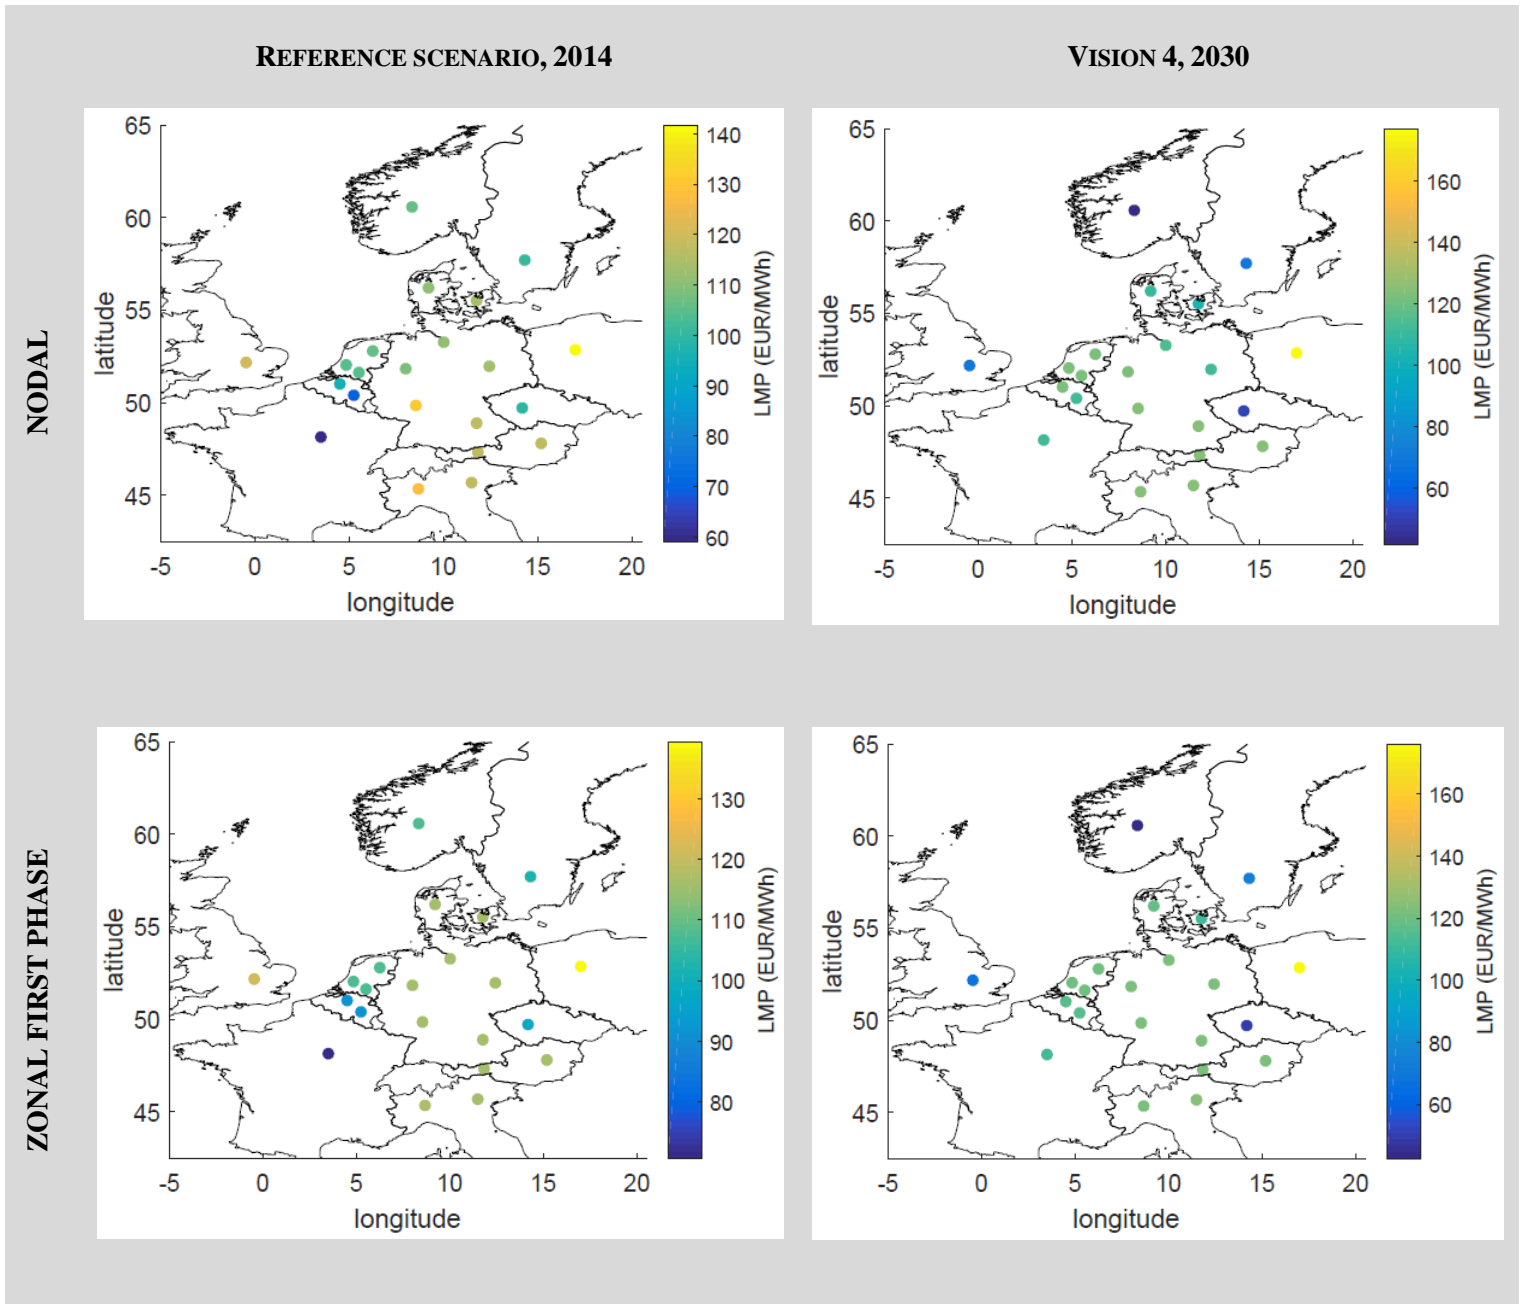 REFERENCE SCENARIO, 2014
VISION 4, 2030
NODAL
65
60
55
50
45
latitude
-5 0 5 10 15 20
longitude
140
130
120
110
100
90
80
70
60
LMP (EUR/MWh)
65
60
55
50
45
latitude
-5 0 5 10 15 20
longitude
160
140
120
100
80
60
LMP (EUR/MWh)
ZONAL FIRST PHASE
65
60
55
50
45
latitude
-5 0 5 10 15 20
longitude
130
120
110
100
90
80
LMP (EUR/MWh)
65
60
55
50
45
latitude
-5 0 5 10 15 20
longitude
160
140
120
100
80
60
LMP (EUR/MWh)